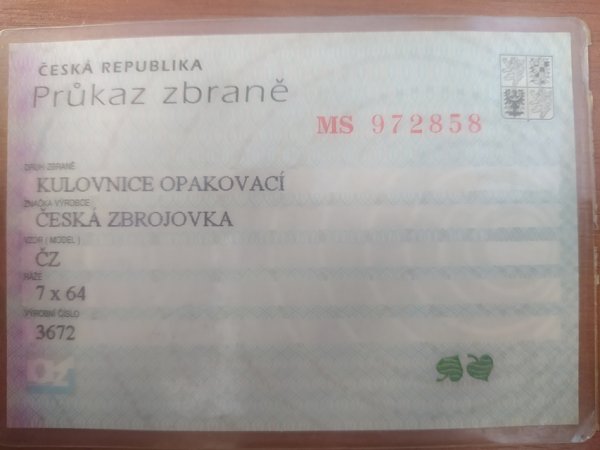 ČESKÁ REPUBLIKA
Průkaz zbraně
MS 972858
DRUH ZBRANĚ
KULOVNICE OPAKOVACÍ
ZNAČKA VÝROBCE
ČESKÁ ZBROJOVKA
VZOR (MODEL)
ČZ
RÁŽE
7 x 64
VÝROBNÍ ČÍSLO
3672